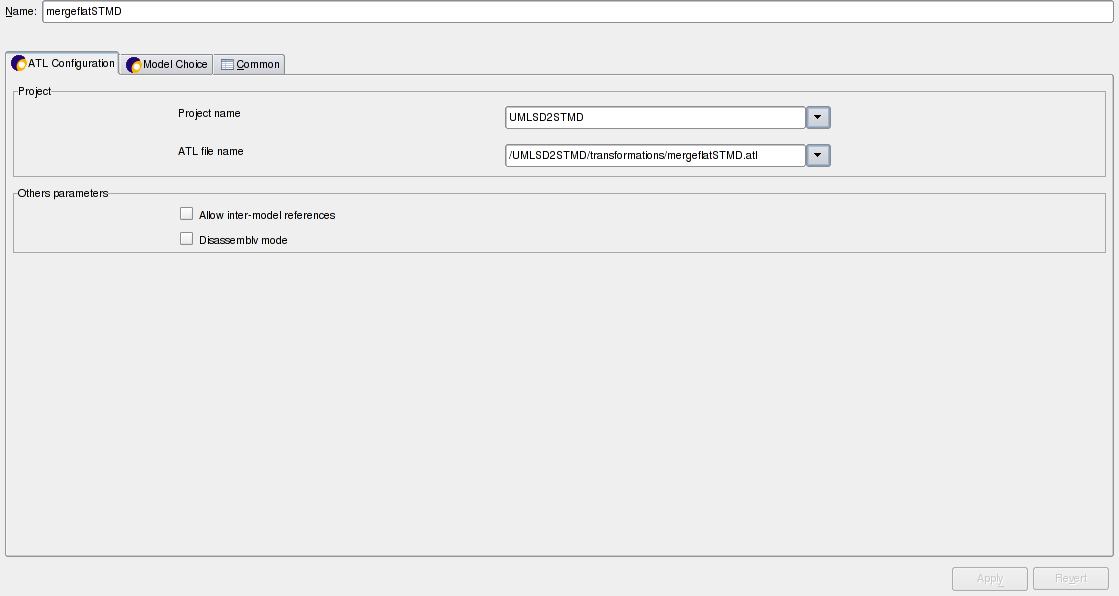 Name: mergeflatSTMD
ATL Configuration Model Choice Common
Project
Project name UMLSD2STMD
ATL file name /UMLSD2STMD/transformations/mergeflatSTMD.atl
Others parameters
Allow inter-model references
Disassembly mode
Apply Revert